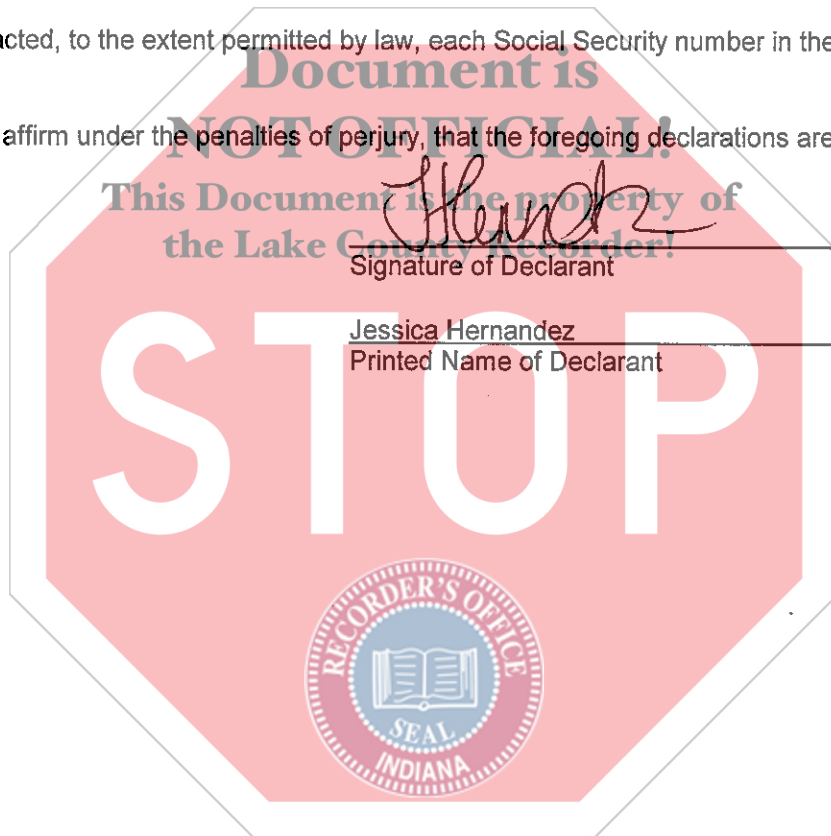 acted, to the extent permitted by law, each Social Security number in the
Document is
NOT OFFICIAL!
affirm under the penalties of perjury, that the foregoing declarations are
This Document is the property of
the Lake County Recorder!
Signature of Declarant
Jessica Hernandez
Printed Name of Declarant
STOP
RECORDER'S OFFICE
SEAL
INDIANA